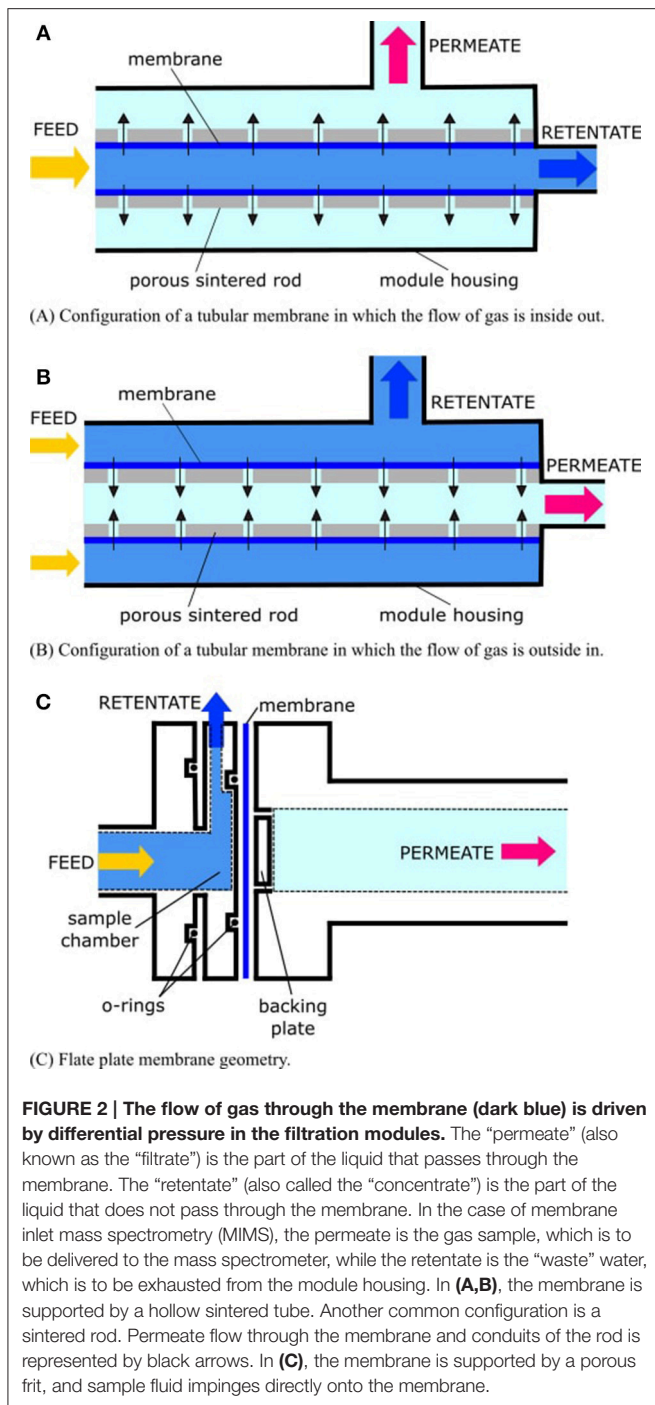 A
PERMEATE
membrane
FEED
RETENTATE
porous sintered rod
module housing
(A) Configuration of a tubular membrane in which the flow of gas is inside out.
B
membrane
RETENTATE
FEED
PERMEATE
porous sintered rod
module housing
(B) Configuration of a tubular membrane in which the flow of gas is outside in.
C
RETENTATE
membrane
FEED
PERMEATE
sample
chamber
o-rings
backing
plate
(C) Flate plate membrane geometry.
FIGURE 2 | The flow of gas through the membrane (dark blue) is driven
by differential pressure in the filtration modules. The “permeate” (also
known as the “filtrate”) is the part of the liquid that passes through the
membrane. The “retentate” (also called the “concentrate”) is the part of the
liquid that does not pass through the membrane. In the case of membrane
inlet mass spectrometry (MIMS), the permeate is the gas sample, which is to
be delivered to the mass spectrometer, while the retentate is the “waste” water,
which is to be exhausted from the module housing. In (A,B), the membrane is
supported by a hollow sintered tube. Another common configuration is a
sintered rod. Permeate flow through the membrane and conduits of the rod is
represented by black arrows. In (C), the membrane is supported by a porous
frit, and sample fluid impinges directly onto the membrane.